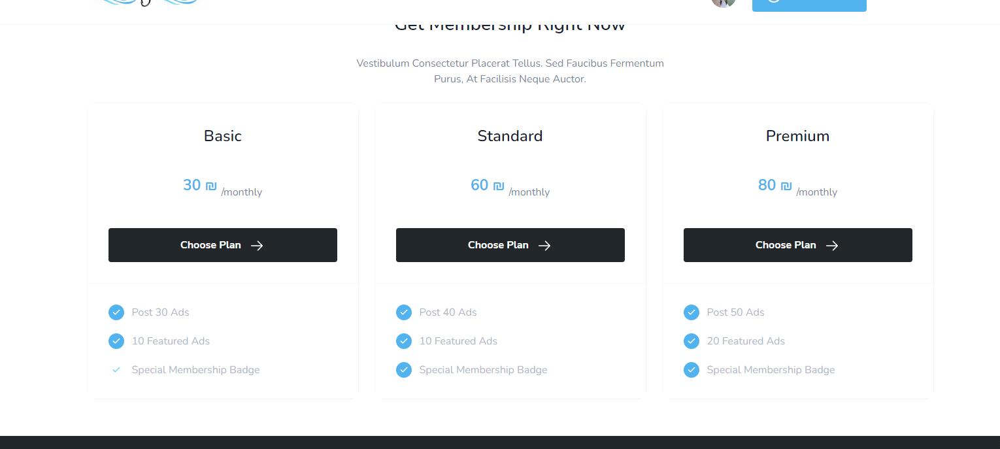 Get Membership Right Now
Vestibulum Consectetur Placerat Tellus. Sed Faucibus Fermentum
Purus, At Facilisis Neque Auctor.
Basic
30 ₪ /monthly
Choose Plan
Post 30 Ads
10 Featured Ads
Special Membership Badge
Standard
60 ₪ /monthly
Choose Plan
Post 40 Ads
10 Featured Ads
Special Membership Badge
Premium
80 ₪ /monthly
Choose Plan
Post 50 Ads
20 Featured Ads
Special Membership Badge